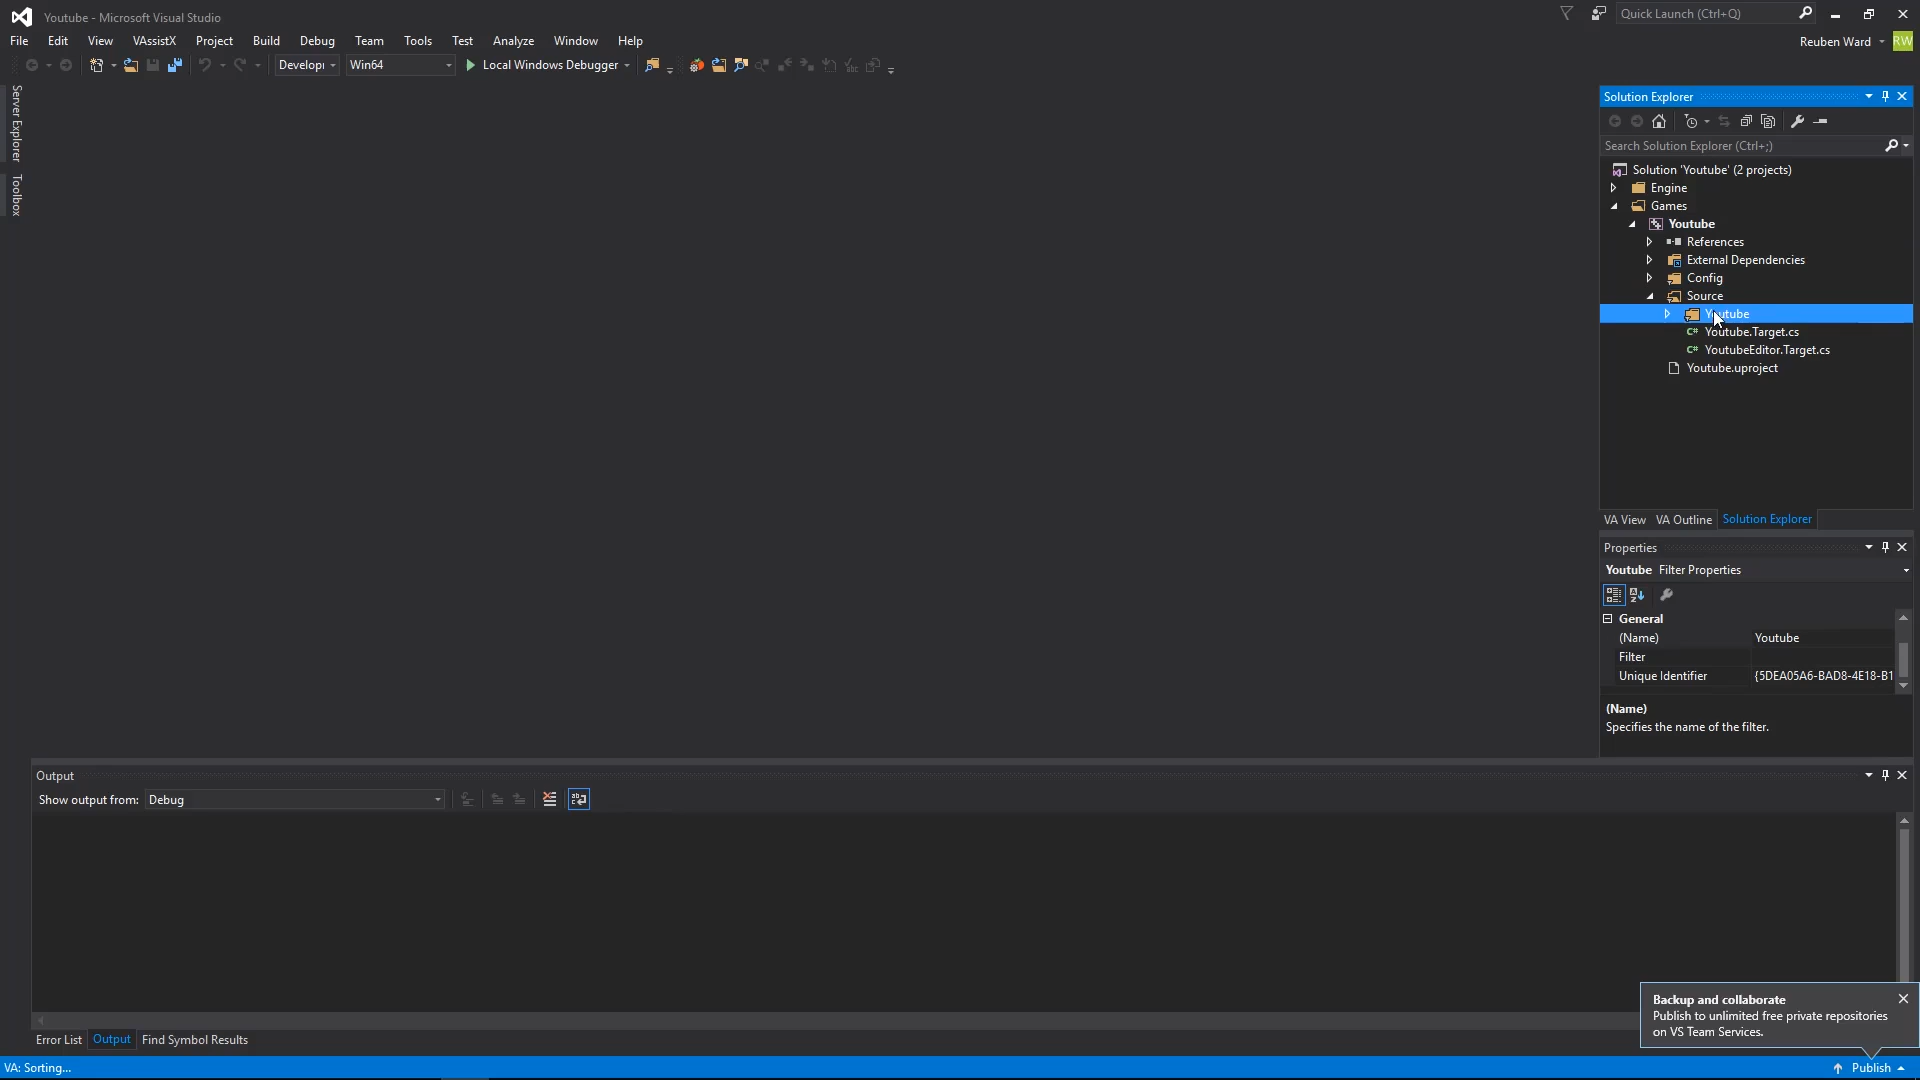 Youtube - Microsoft Visual Studio
Quick Launch (Ctrl+Q)
File Edit View VAssistX Project Build Debug Team Tools Test Analyze Window Help
Reuben Ward RW
Developi Win64 Local Windows Debugger
Server Explorer
Toolbox
Solution Explorer
Search Solution Explorer (Ctrl+;)
Solution 'Youtube' (2 projects)
Engine
Games
Youtube
References
External Dependencies
Config
Source
Youtube
C# Youtube.Target.cs
C# YoutubeEditor.Target.cs
Youtube.uproject
VA View VA Outline Solution Explorer
Properties
Youtube Filter Properties
General
(Name) Youtube
Filter
Unique Identifier {5DEA05A6-BAD8-4E18-B1
(Name)
Specifies the name of the filter.
Output
Show output from: Debug
Backup and collaborate
Publish to unlimited free private repositories
on VS Team Services.
Error List Output Find Symbol Results
VA: Sorting...
Publish